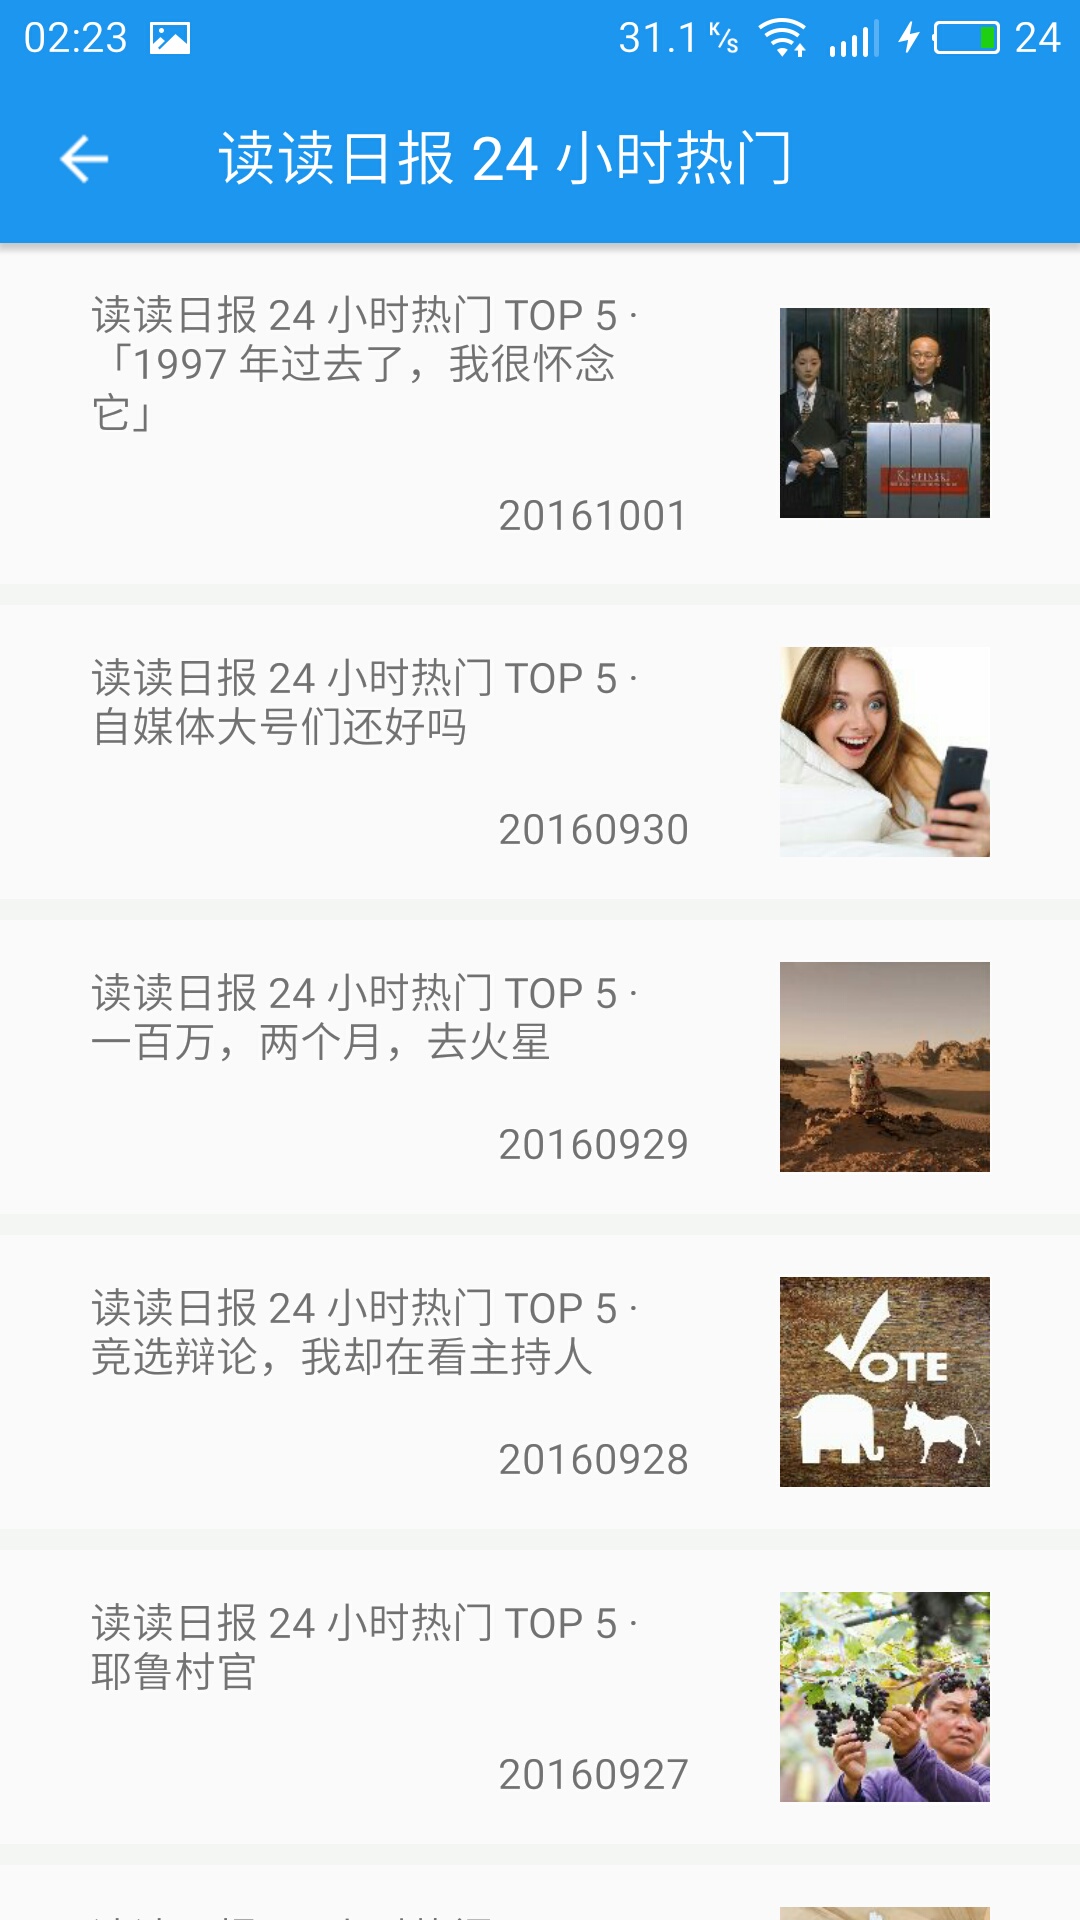 02:23
31.1 K/s
24
读读日报 24 小时热门
读读日报 24 小时热门 TOP 5 ·
「1997 年过去了，我很怀念
它」
20161001
KEMPINSKI
读读日报 24 小时热门 TOP 5 ·
自媒体大号们还好吗
20160930
读读日报 24 小时热门 TOP 5 ·
一百万，两个月，去火星
20160929
读读日报 24 小时热门 TOP 5 ·
竞选辩论，我却在看主持人
OTE
20160928
读读日报 24 小时热门 TOP 5 ·
耶鲁村官
20160927